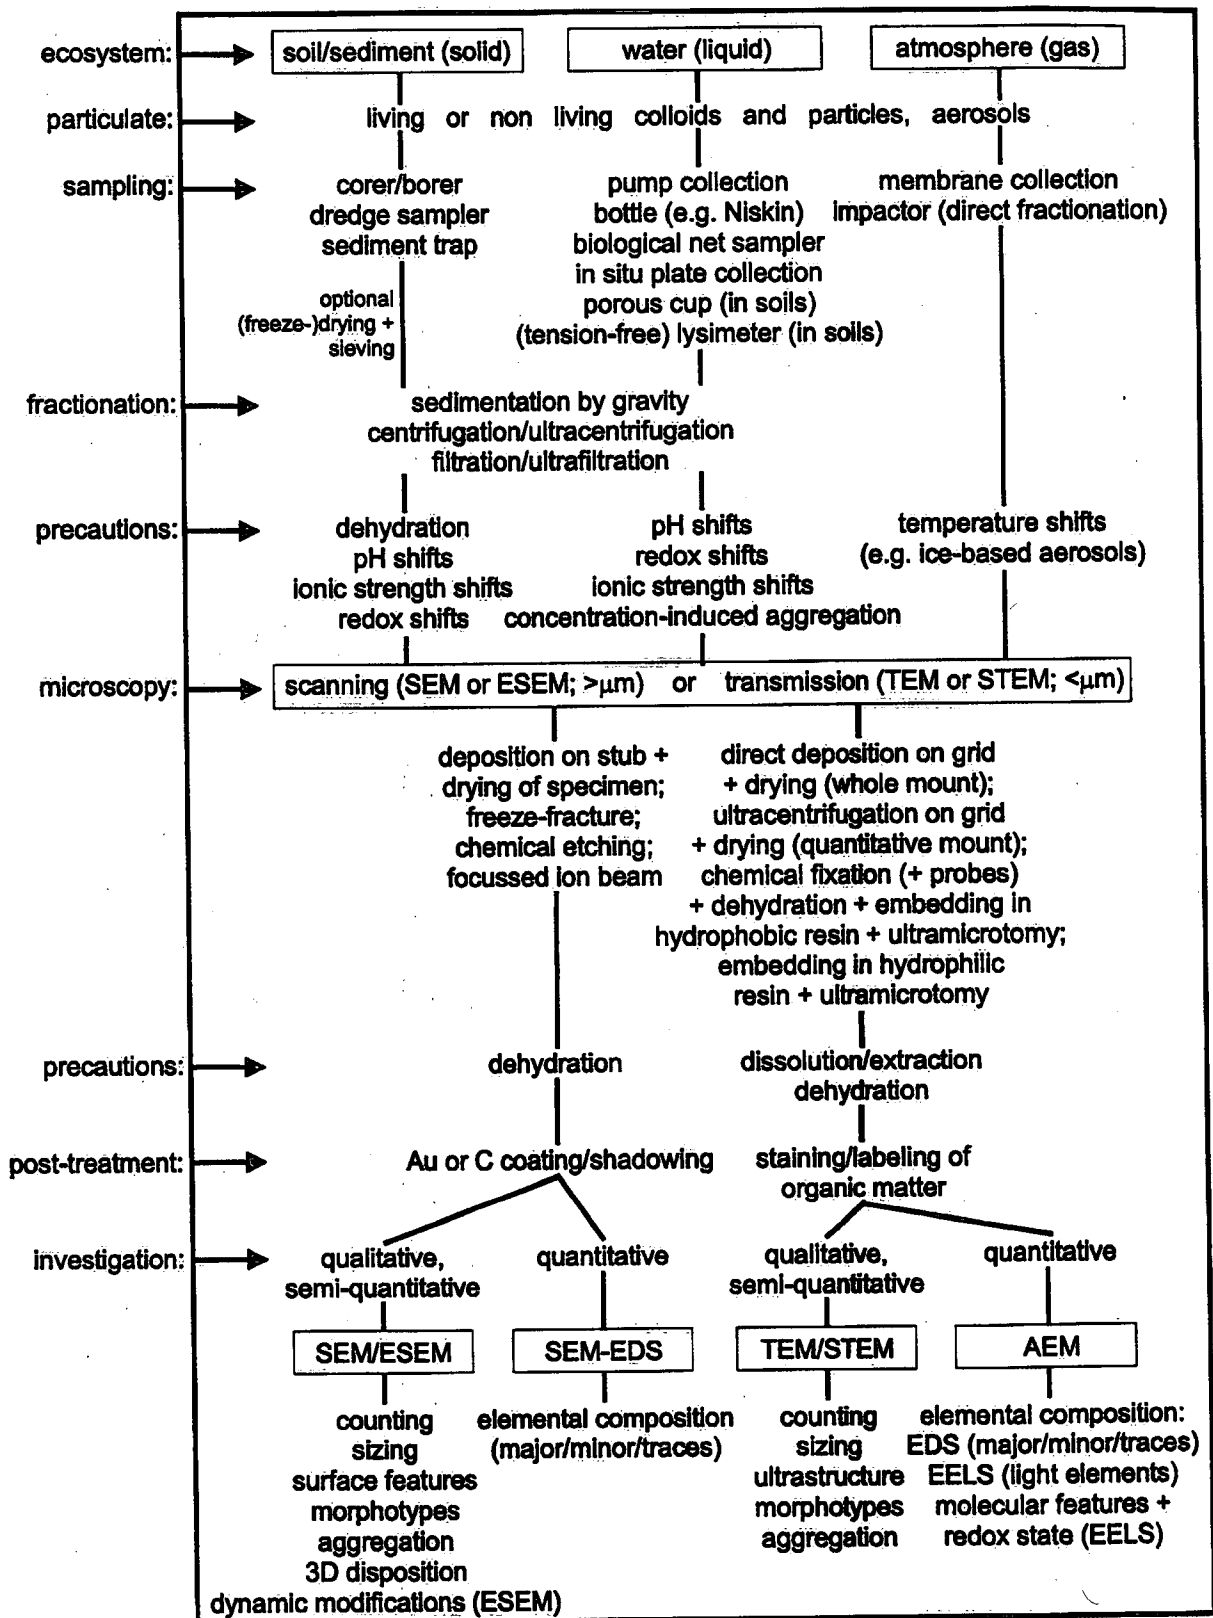 ecosystem:
soil/sediment (solid)
water (liquid)
atmosphere (gas)
particulate:
living or non living colloids and particles, aerosols
sampling:
corer/borer
dredge sampler
sediment trap
pump collection
bottle (e.g. Niskin)
biological net sampler
in situ plate collection
porous cup (in soils)
(tension-free) lysimeter (in soils)
membrane collection
impactor (direct fractionation)
optional
(freeze-)drying +
sieving
fractionation:
sedimentation by gravity
centrifugation/ultracentrifugation
filtration/ultrafiltration
precautions:
dehydration
pH shifts
ionic strength shifts
redox shifts
pH shifts
redox shifts
ionic strength shifts
concentration-induced aggregation
temperature shifts
(e.g. ice-based aerosols)
microscopy:
scanning (SEM or ESEM; >μm) or transmission (TEM or STEM; <μm)
deposition on stub +
drying of specimen;
freeze-fracture;
chemical etching;
focussed ion beam
direct deposition on grid
+ drying (whole mount);
ultracentrifugation on grid
+ drying (quantitative mount);
chemical fixation (+ probes)
+ dehydration + embedding in
hydrophobic resin + ultramicrotomy;
embedding in hydrophilic
resin + ultramicrotomy
precautions:
dehydration
dissolution/extraction
dehydration
post-treatment:
Au or C coating/shadowing
staining/labeling of
organic matter
investigation:
qualitative,
semi-quantitative
quantitative
qualitative,
semi-quantitative
quantitative
SEM/ESEM
SEM-EDS
TEM/STEM
AEM
counting
sizing
surface features
morphotypes
aggregation
3D disposition
dynamic modifications (ESEM)
elemental composition
(major/minor/traces)
counting
sizing
ultrastructure
morphotypes
aggregation
elemental composition:
EDS (major/minor/traces)
EELS (light elements)
molecular features +
redox state (EELS)